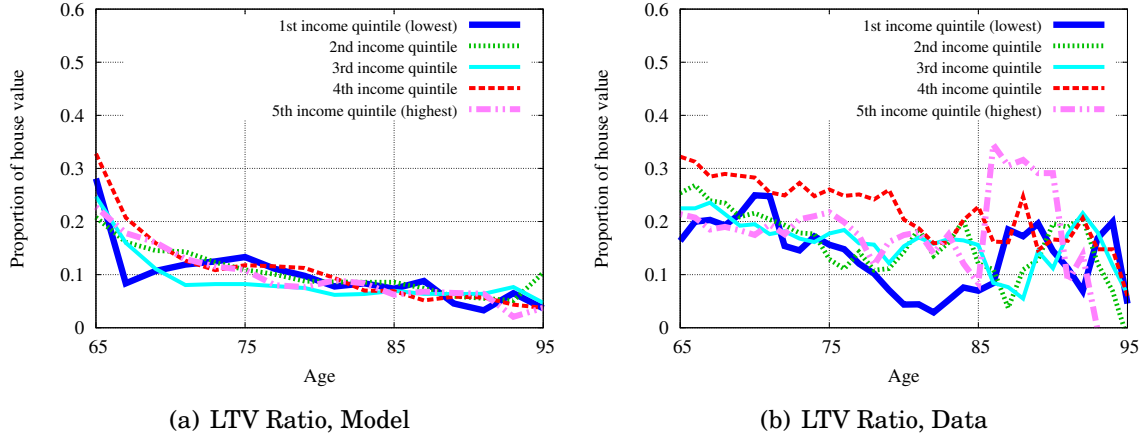 0.6
0.5
0.4
0.3
0.2
0.1
0
Proportion of house value
1st income quintile (lowest)
2nd income quintile
3rd income quintile
4th income quintile
5th income quintile (highest)
65 75 85 95
Age
(a) LTV Ratio, Model
0.6
0.5
0.4
0.3
0.2
0.1
0
Proportion of house value
1st income quintile (lowest)
2nd income quintile
3rd income quintile
4th income quintile
5th income quintile (highest)
65 75 85 95
Age
(b) LTV Ratio, Data